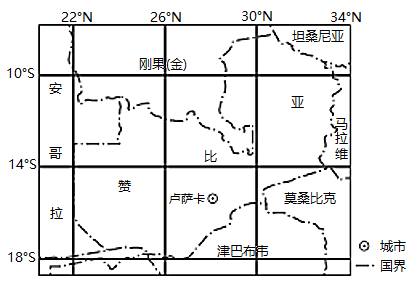 22°N 26°N 30°N 34°N
坦桑尼亚
刚果(金)
10°S
安
亚
马拉维
哥
比
14°S
赞
卢萨卡
莫桑比克
拉
津巴布韦
18°S
城市
国界